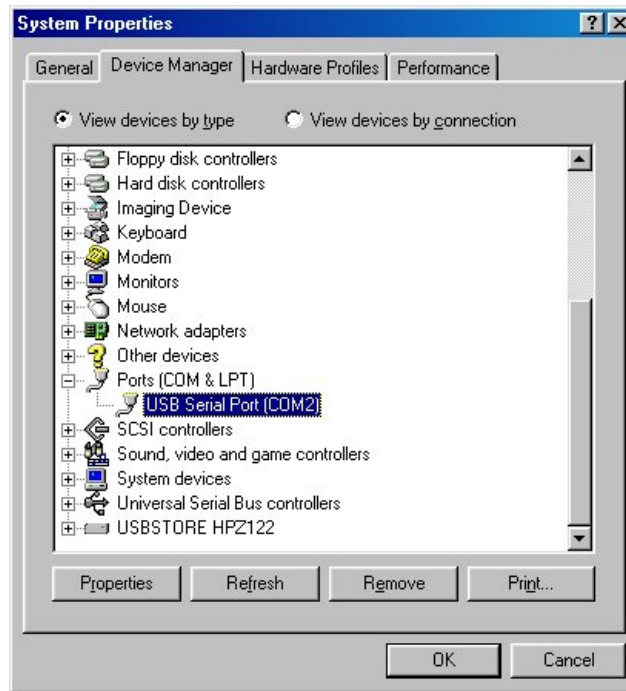 System Properties
General Device Manager Hardware Profiles Performance
View devices by type View devices by connection
Floppy disk controllers
Hard disk controllers
Imaging Device
Keyboard
Modem
Monitors
Mouse
Network adapters
Other devices
Ports (COM & LPT)
USB Serial Port (COM2)
SCSI controllers
Sound, video and game controllers
System devices
Universal Serial Bus controllers
USBSTORE HPZ122
Properties Refresh Remove Print...
OK Cancel